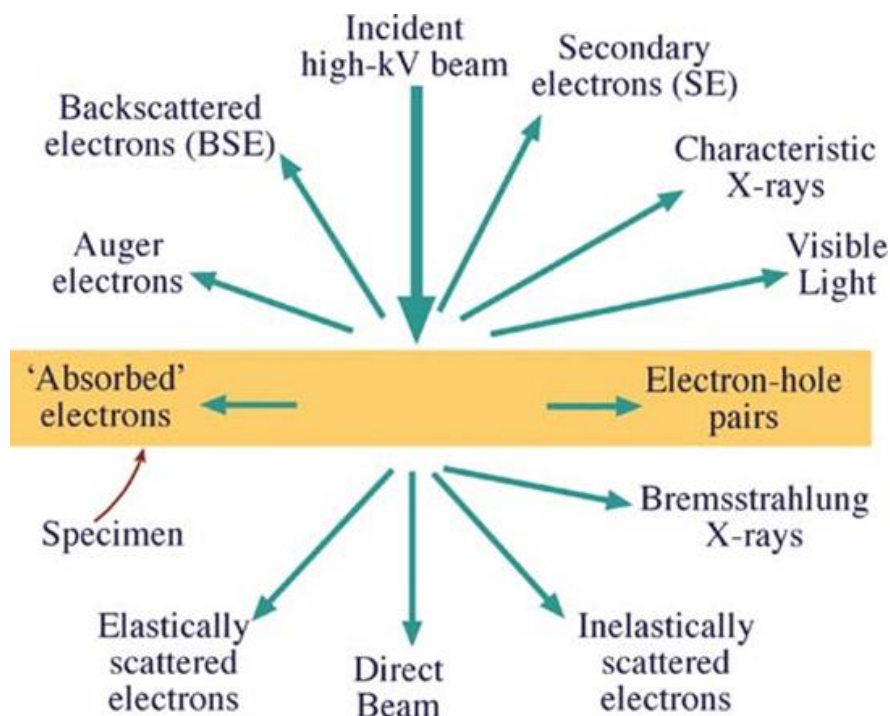 Incident
high-kV beam
Secondary
electrons (SE)
Backscattered
electrons (BSE)
Characteristic
X-rays
Auger
electrons
Visible
Light
‘Absorbed’
electrons
Electron-hole
pairs
Specimen
Bremsstrahlung
X-rays
Elastically
scattered
electrons
Direct
Beam
Inelastically
scattered
electrons